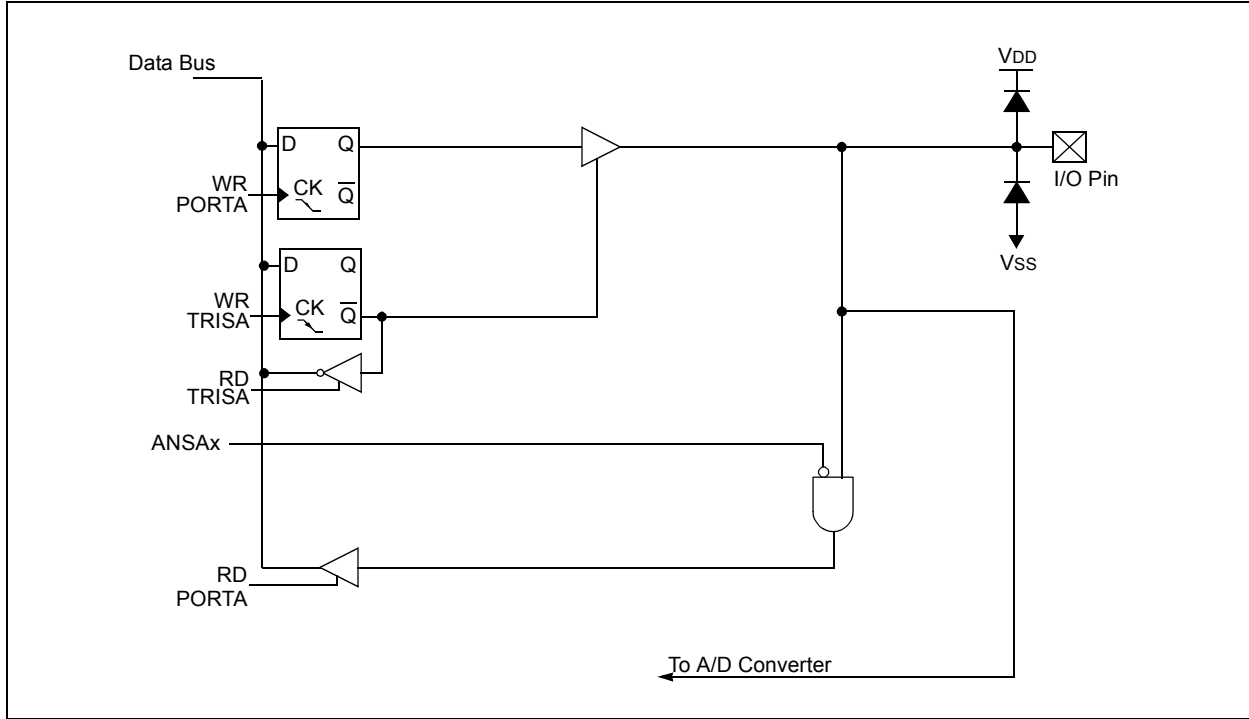 Data Bus
VDD
D Q
WR
PORTA
CK Q
I/O Pin
D Q
VSS
WR
TRISA
CK Q
RD
TRISA
ANSAx
RD
PORTA
To A/D Converter